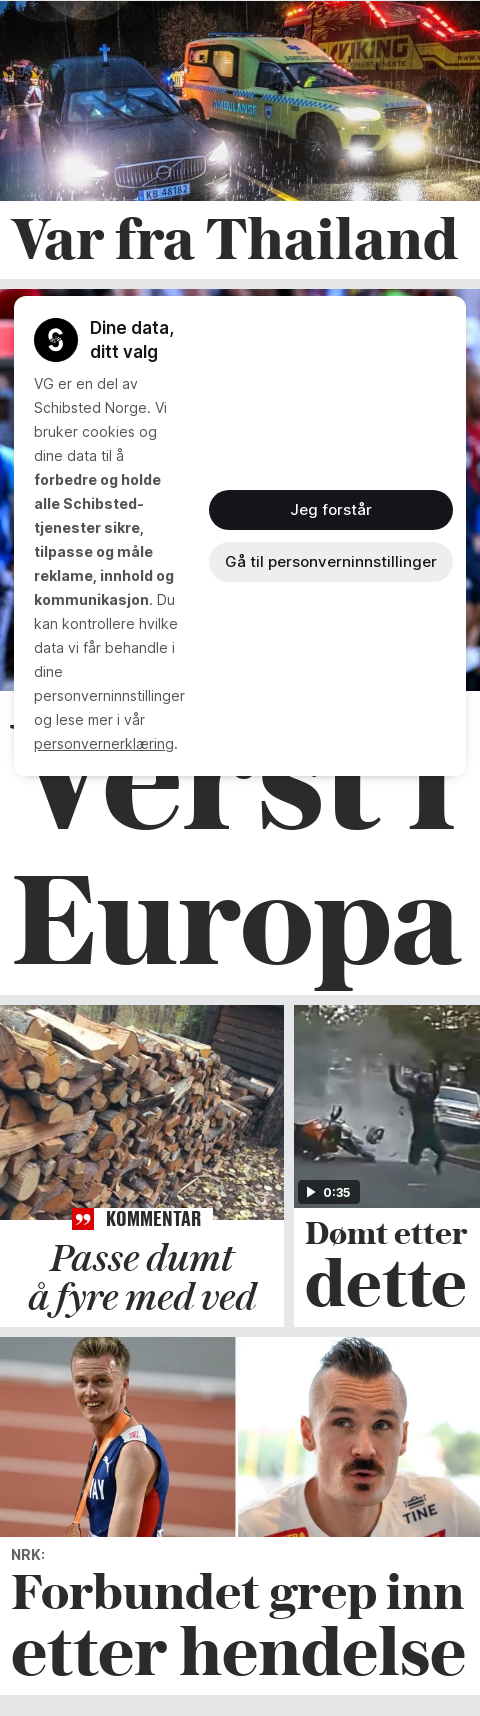 VIKING
AMBULANSE
AMBULANSE
KB 48182
Var fra Thailand
Dine data,
ditt valg
VG er en del av
Schibsted Norge. Vi
bruker cookies og
dine data til å
forbedre og holde
alle Schibsted-
tjenester sikre,
tilpasse og måle
reklame, innhold og
kommunikasjon. Du
kan kontrollere hvilke
data vi får behandle i
dine
personverninnstillinger
og lese mer i vår
personvernerklæring.
Jeg forstår
Gå til personverninnstillinger
Verst i
Europa
KOMMENTAR
Passe dumt
å fyre med ved
0:35
Dømt etter
dette
TINE
NRK:
Forbundet grep inn
etter hendelse